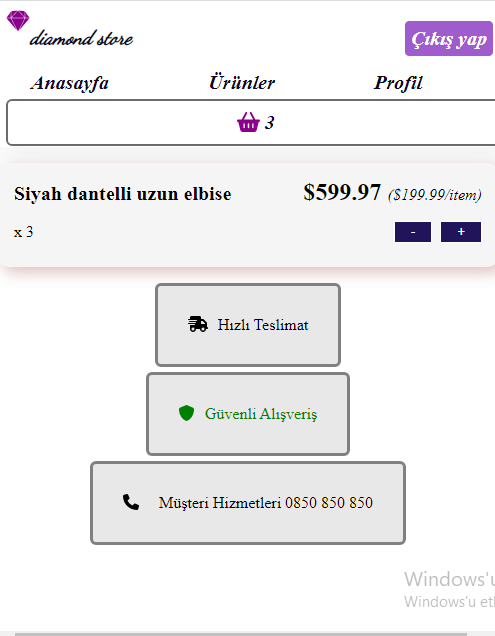 diamond store
Çıkış yap
Anasayfa Ürünler Profil
3
Siyah dantelli uzun elbise $599.97 ($199.99/item)
x 3 - +
Hızlı Teslimat
Güvenli Alışveriş
Müşteri Hizmetleri 0850 850 850
Windows'u
Windows'u etk